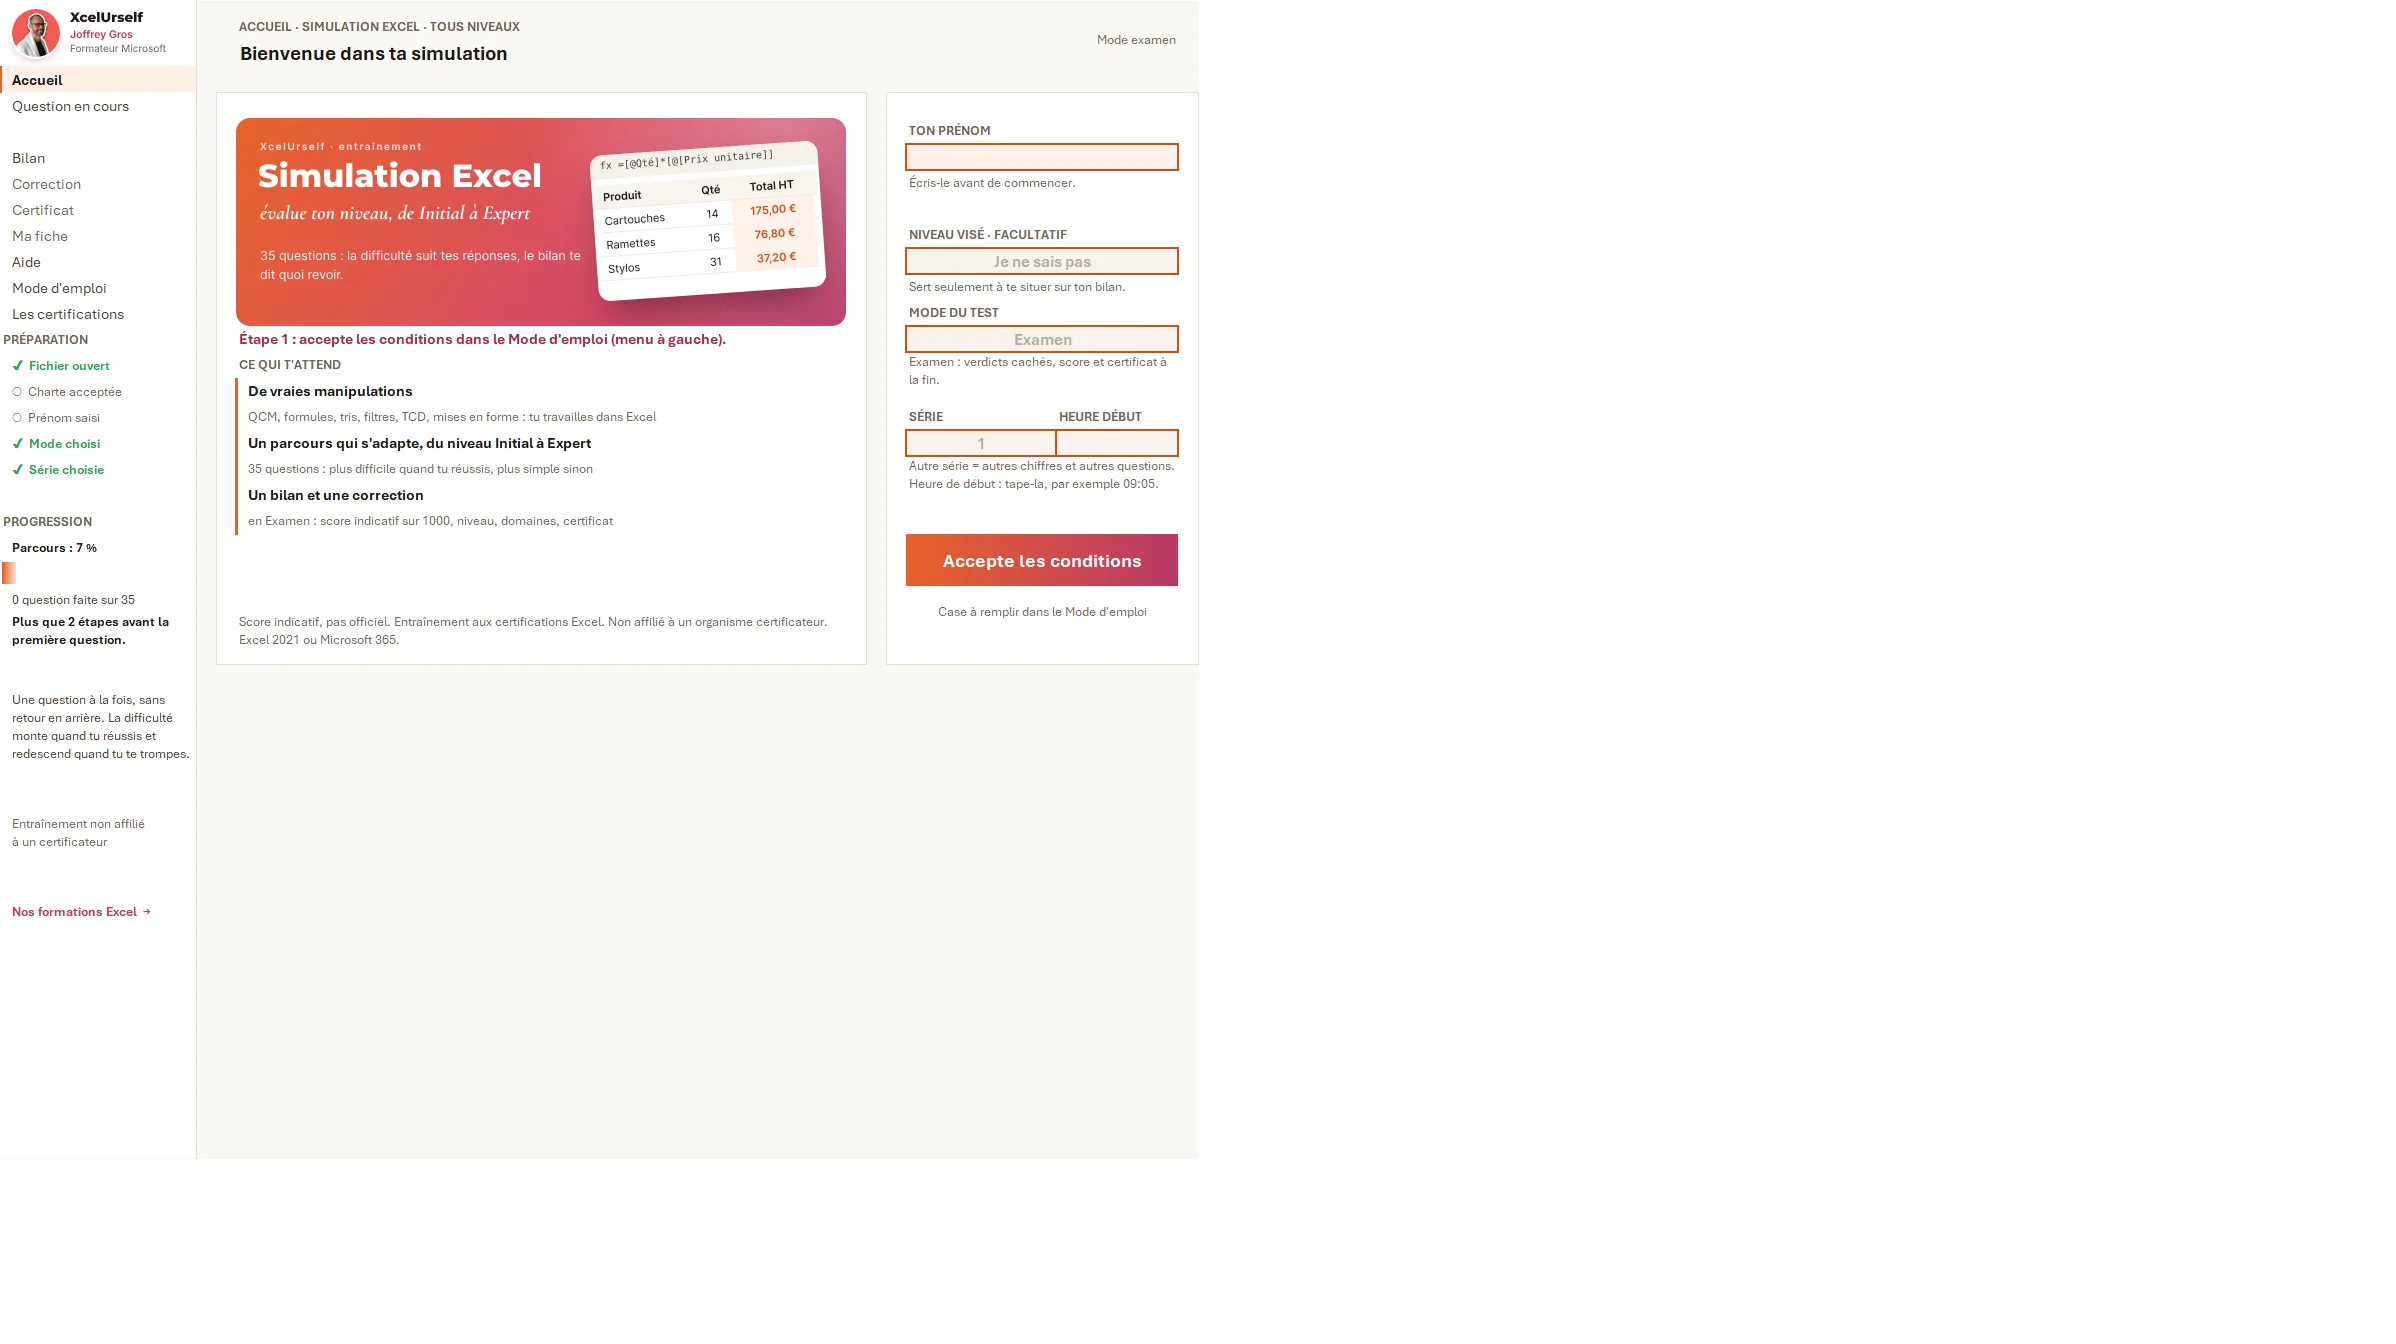 XcelUrself
Joffrey Gros
Formateur Microsoft
Accueil
Question en cours
Bilan
Correction
Certificat
Ma fiche
Aide
Mode d'emploi
Les certifications
PRÉPARATION
✔ Fichier ouvert
○ Charte acceptée
○ Prénom saisi
✔ Mode choisi
✔ Série choisie
PROGRESSION
Parcours : 7 %
0 question faite sur 35
Plus que 2 étapes avant la
première question.
Une question à la fois, sans
retour en arrière. La difficulté
monte quand tu réussis et
redescend quand tu te trompes.
Entraînement non affilié
à un certificateur
Nos formations Excel →
ACCUEIL · SIMULATION EXCEL · TOUS NIVEAUX
Bienvenue dans ta simulation
Mode examen
XcelUrself · entraînement
Simulation Excel
évalue ton niveau, de Initial à Expert
35 questions : la difficulté suit tes réponses, le bilan te
dit quoi revoir.
fx =[@Qté]*[@[Prix unitaire]]
Produit Qté Total HT
Cartouches 14 175,00 €
Ramettes 16 76,80 €
Stylos 31 37,20 €
Étape 1 : accepte les conditions dans le Mode d'emploi (menu à gauche).
CE QUI T'ATTEND
De vraies manipulations
QCM, formules, tris, filtres, TCD, mises en forme : tu travailles dans Excel
Un parcours qui s'adapte, du niveau Initial à Expert
35 questions : plus difficile quand tu réussis, plus simple sinon
Un bilan et une correction
en Examen : score indicatif sur 1000, niveau, domaines, certificat
Score indicatif, pas officiel. Entraînement aux certifications Excel. Non affilié à un organisme certificateur.
Excel 2021 ou Microsoft 365.
TON PRÉNOM
Écris-le avant de commencer.
NIVEAU VISÉ · FACULTATIF
Je ne sais pas
Sert seulement à te situer sur ton bilan.
MODE DU TEST
Examen
Examen : verdicts cachés, score et certificat à
la fin.
SÉRIE HEURE DÉBUT
1
Autre série = autres chiffres et autres questions.
Heure de début : tape-la, par exemple 09:05.
Accepte les conditions
Case à remplir dans le Mode d'emploi